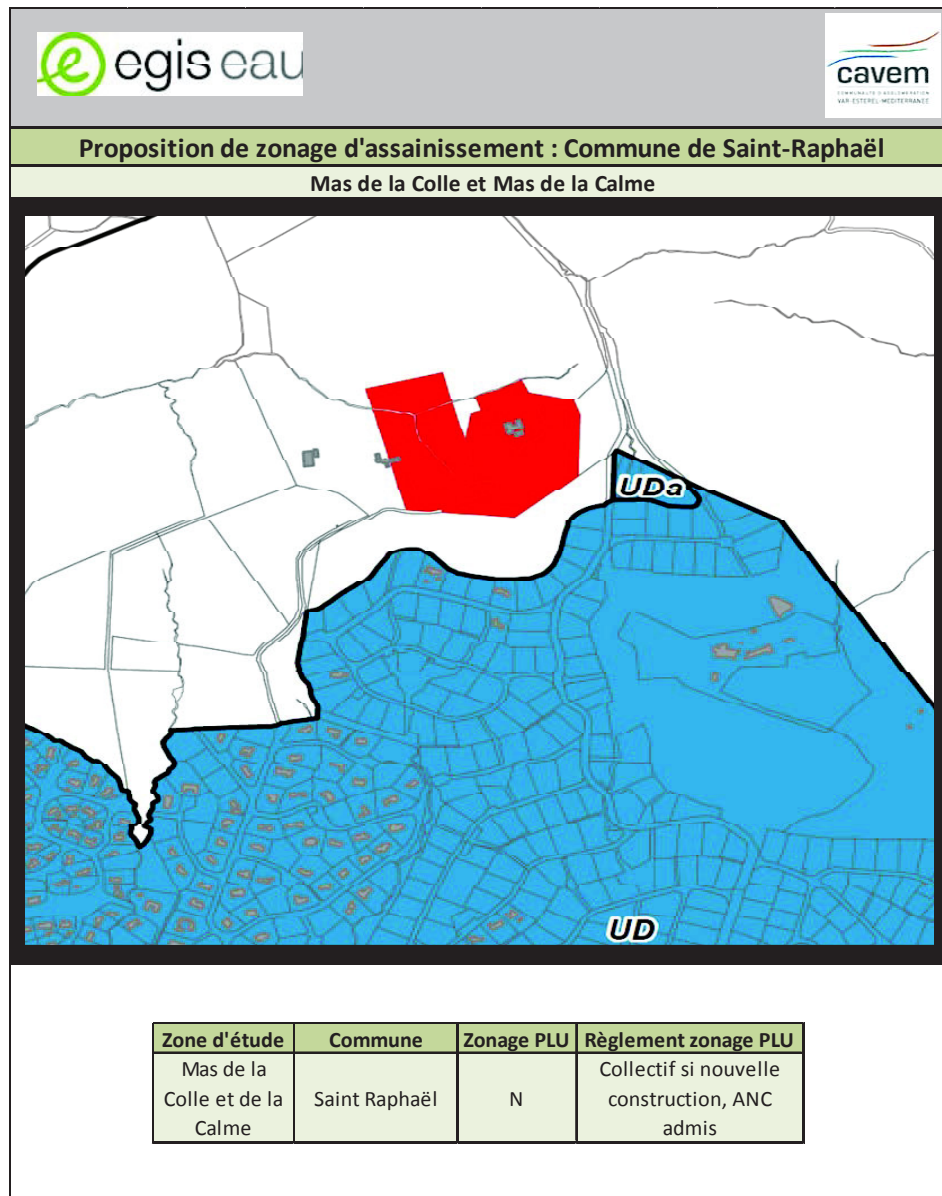 egis eau
cavem
COMMUNAUTÉ D'AGGLOMÉRATION
VAR-ESTEREL-MÉDITERRANÉE
Proposition de zonage d'assainissement : Commune de Saint-Raphaël
Mas de la Colle et Mas de la Calme
UDa
UD
Zone d'étude Commune Zonage PLU Règlement zonage PLU
Mas de la Colle et de la Calme Saint Raphaël N Collectif si nouvelle construction, ANC admis